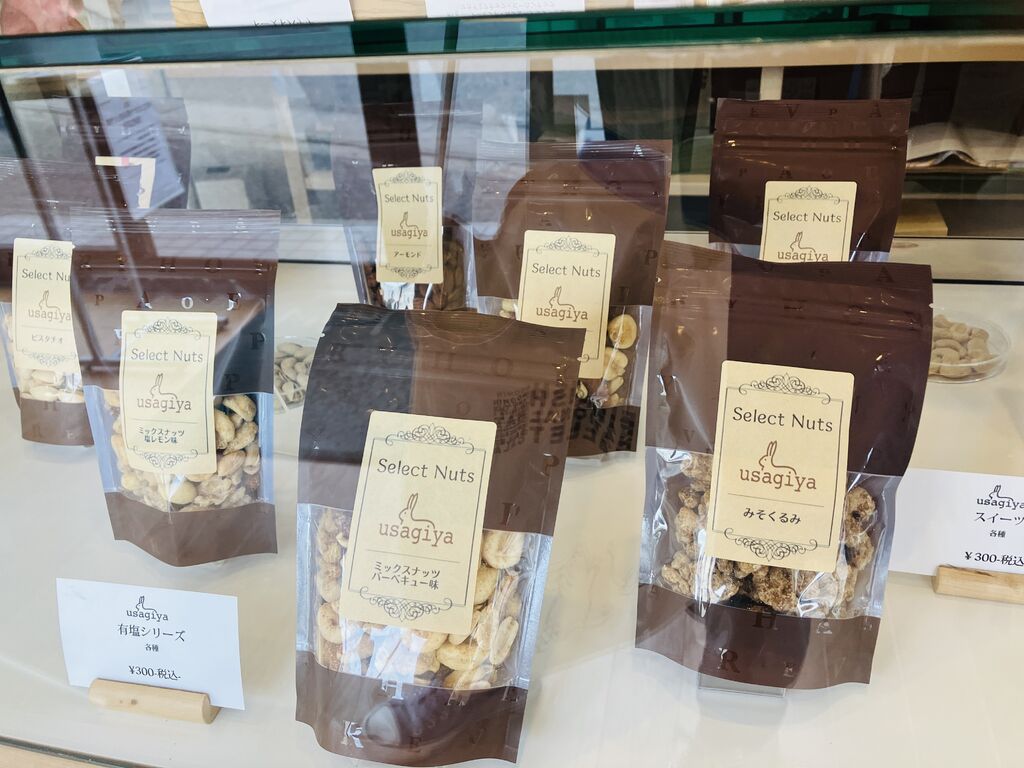 Select Nuts
usagiya
アーモンド
Select Nuts
usagiya
Select Nuts
usagiya
Select Nu
usagiya
ピスタチオ
Select Nuts
usagiya
ミックスナッツ
塩レモン味
Select Nuts
usagiya
ミックスナッツ
バーベキュー味
Select Nuts
usagiya
みそくるみ
usagiya
有塩シリーズ
各種
¥300-税込-
usagiya
スイーツ
各種
¥300-税込